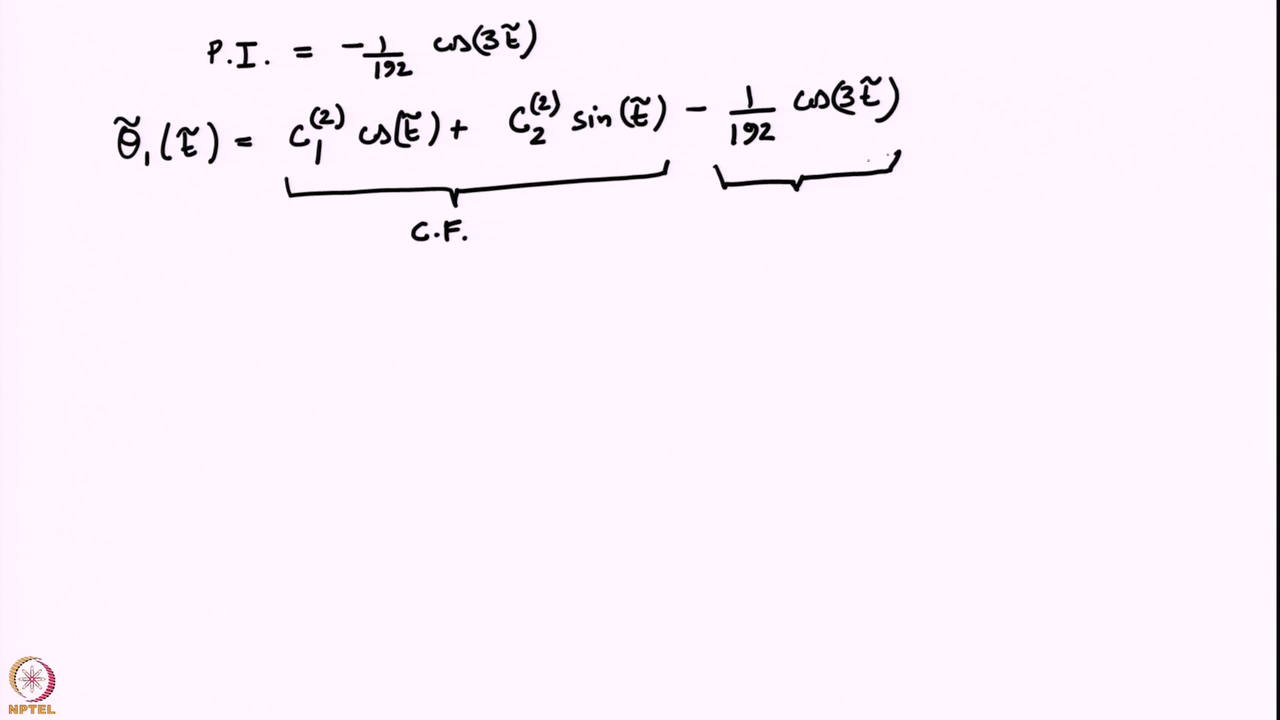 P.I. = -1/192 cos(3t̃)
θ̃₁(t̃) = C₁⁽²⁾ cos(t̃) + C₂⁽²⁾ sin(t̃) - 1/192 cos(3t̃)
C.F.
NPTEL